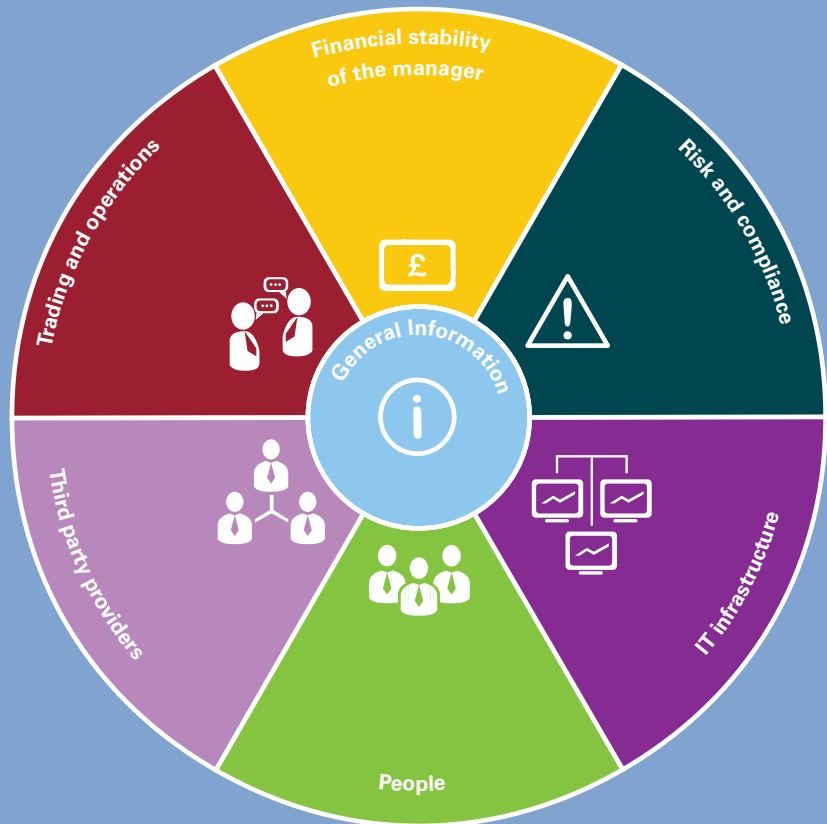 Financial stability
of the manager
Risk and compliance
IT infrastructure
People
Third party providers
Trading and operations
General Information
£
!
i